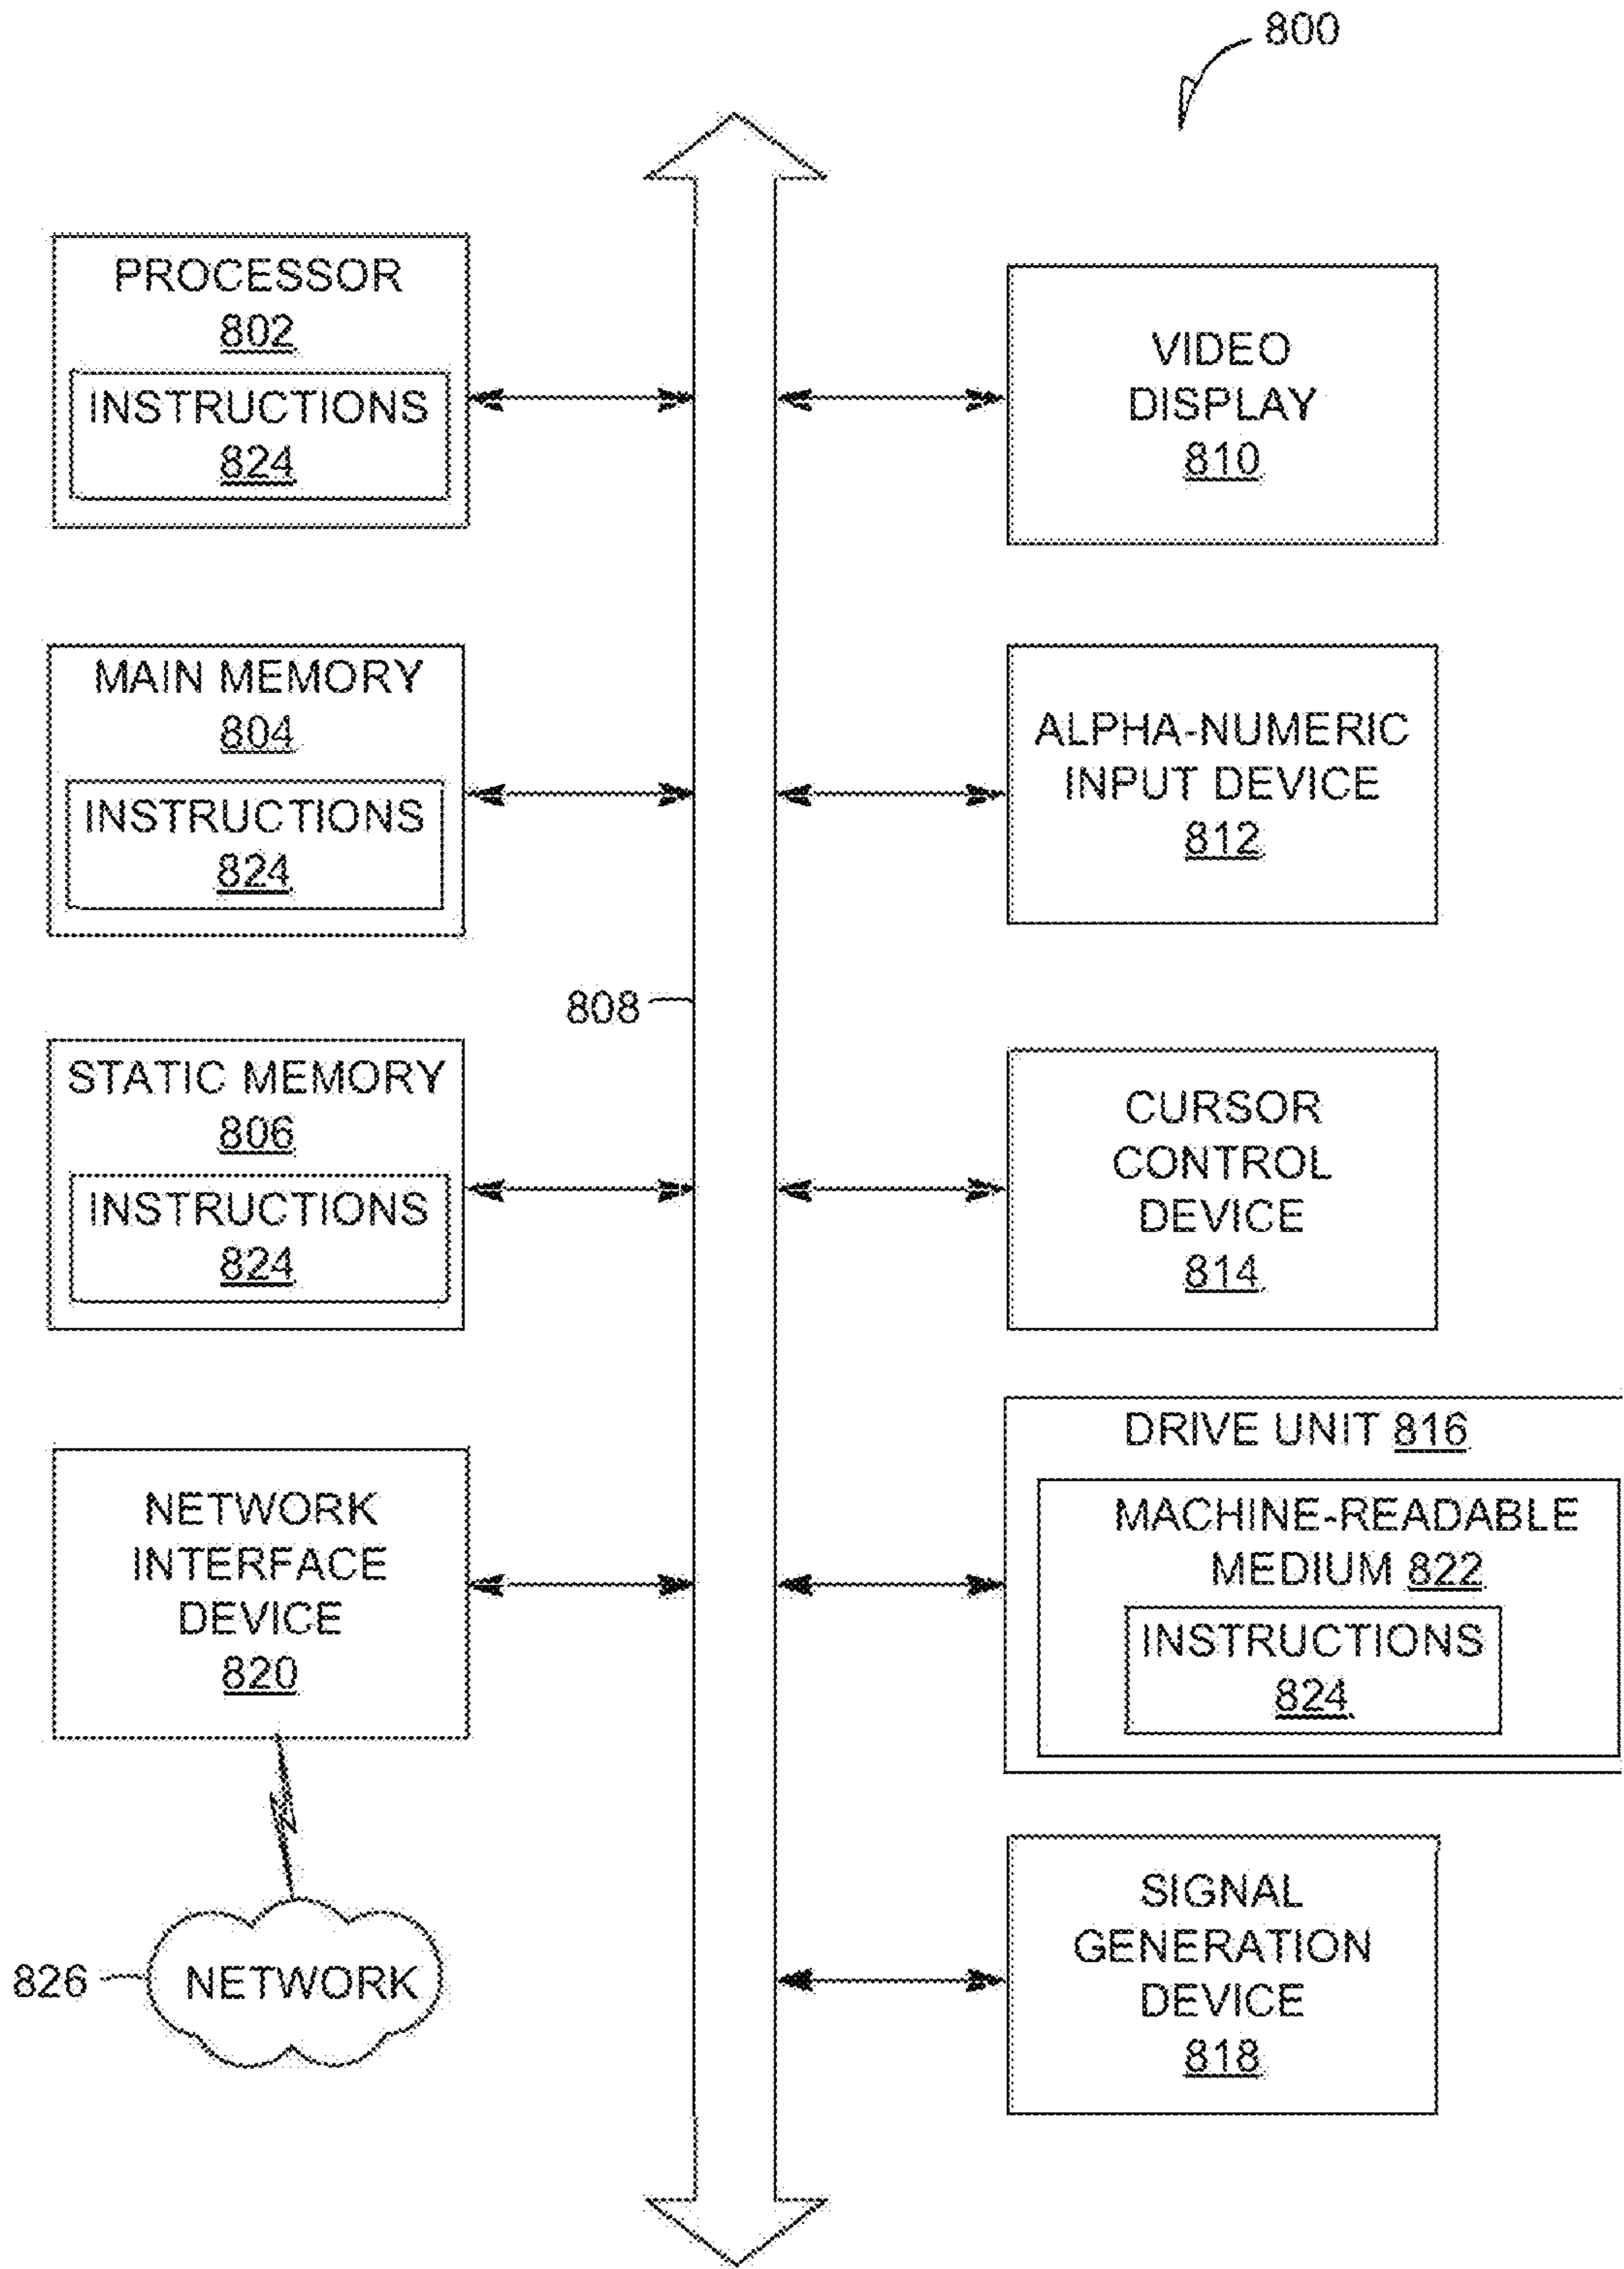 800
PROCESSOR
802
INSTRUCTIONS
824
VIDEO
DISPLAY
810
MAIN MEMORY
804
INSTRUCTIONS
824
ALPHA-NUMERIC
INPUT DEVICE
812
808
STATIC MEMORY
806
INSTRUCTIONS
824
CURSOR
CONTROL
DEVICE
814
NETWORK
INTERFACE
DEVICE
820
DRIVE UNIT 816
MACHINE-READABLE
MEDIUM 822
INSTRUCTIONS
824
826
NETWORK
SIGNAL
GENERATION
DEVICE
818